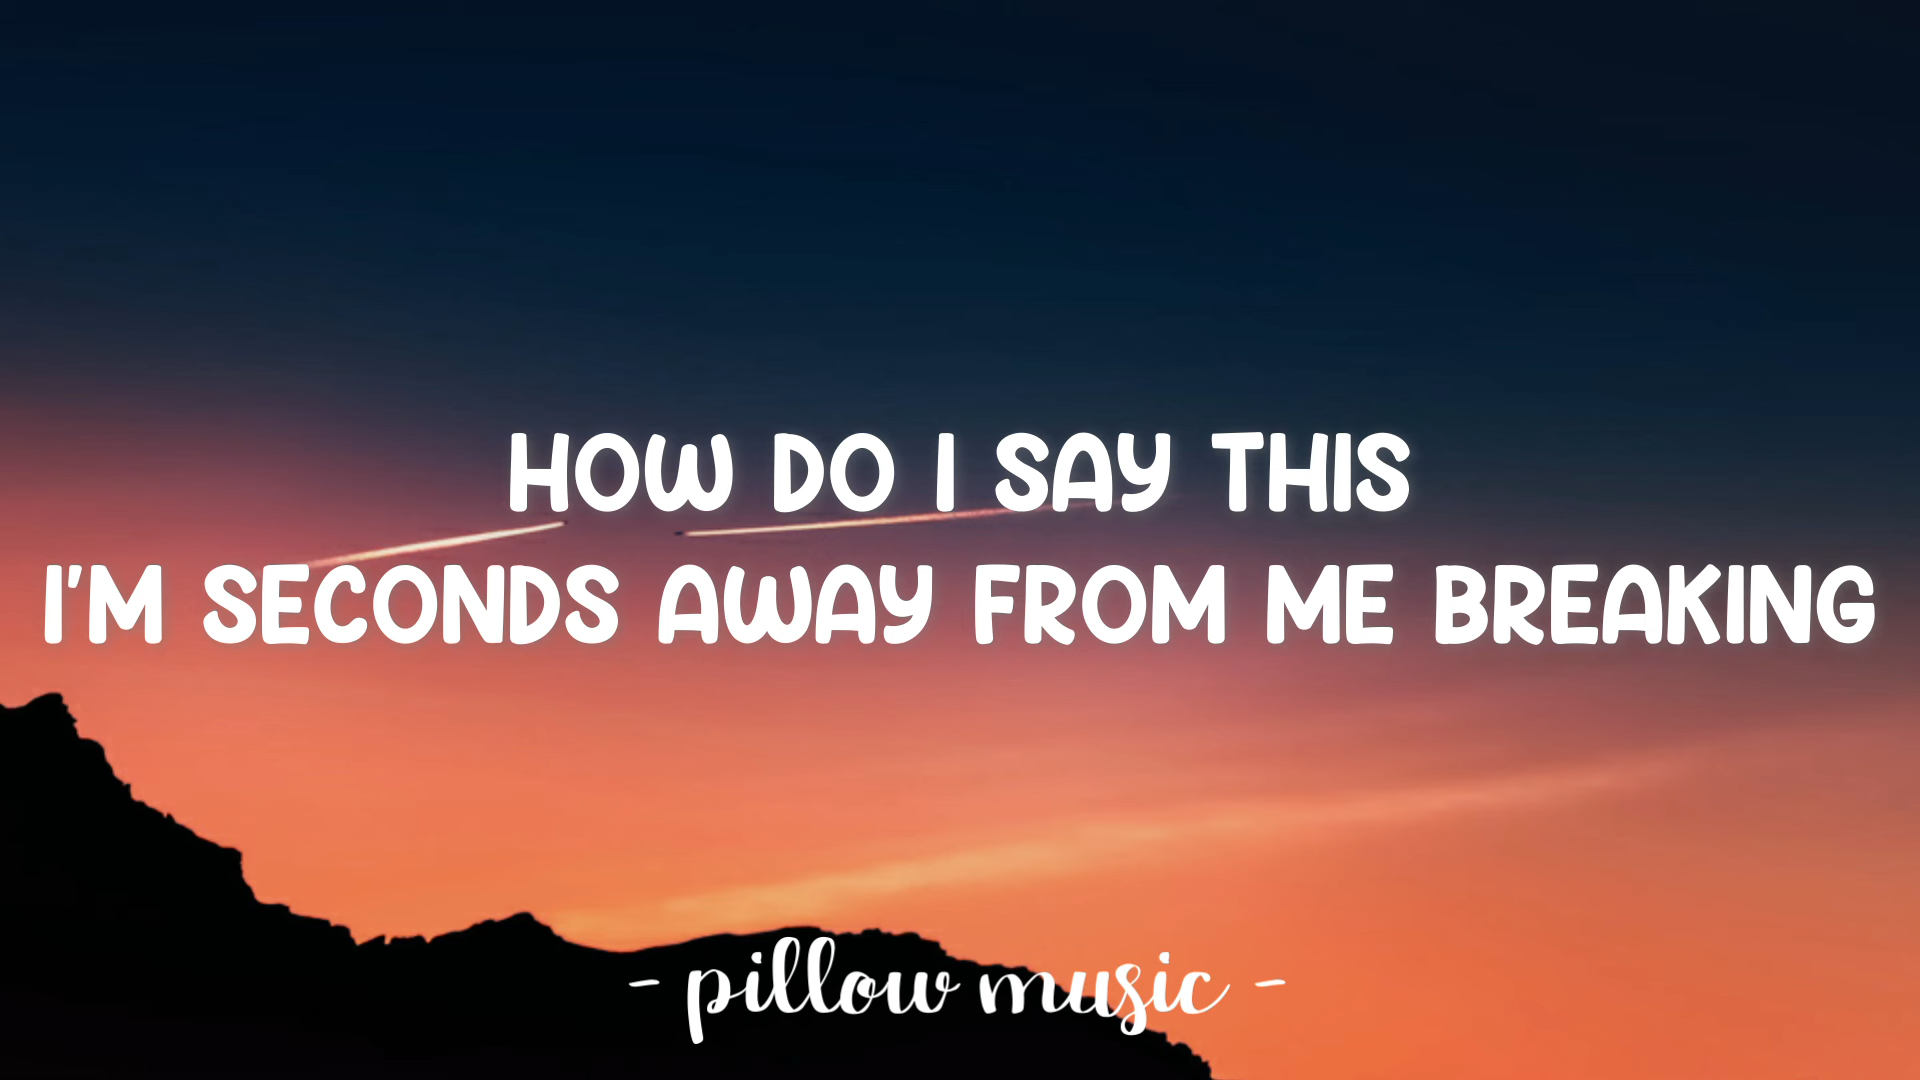 HOW DO I SAY THIS
I'M SECONDS AWAY FROM ME BREAKING
- pillow music -